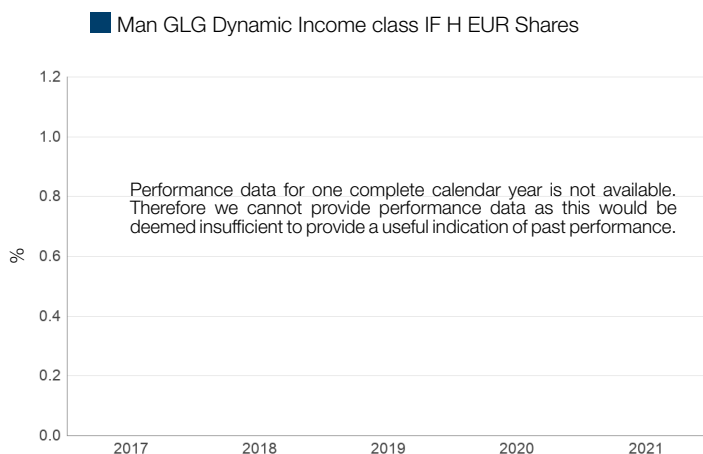 Man GLG Dynamic Income class IF H EUR Shares
1.2
1.0
0.8
0.6
0.4
0.2
0.0
%
Performance data for one complete calendar year is not available.
Therefore we cannot provide performance data as this would be
deemed insufficient to provide a useful indication of past performance.
2017 2018 2019 2020 2021